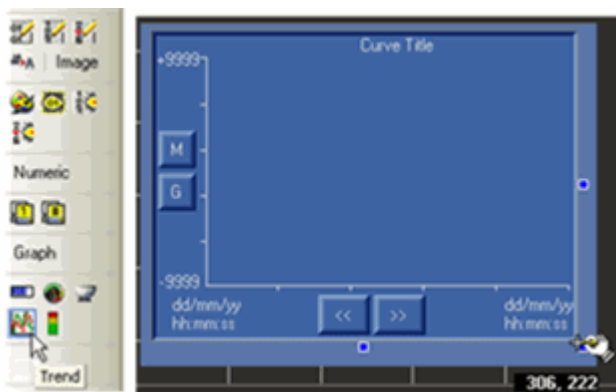 Image
Numeric
Graph
Trend
Curve Title
+9999
M
G
-9999
dd/mm/yy
hh:mm:ss
<<
>>
dd/mm/yy
hh:mm:ss
306, 222